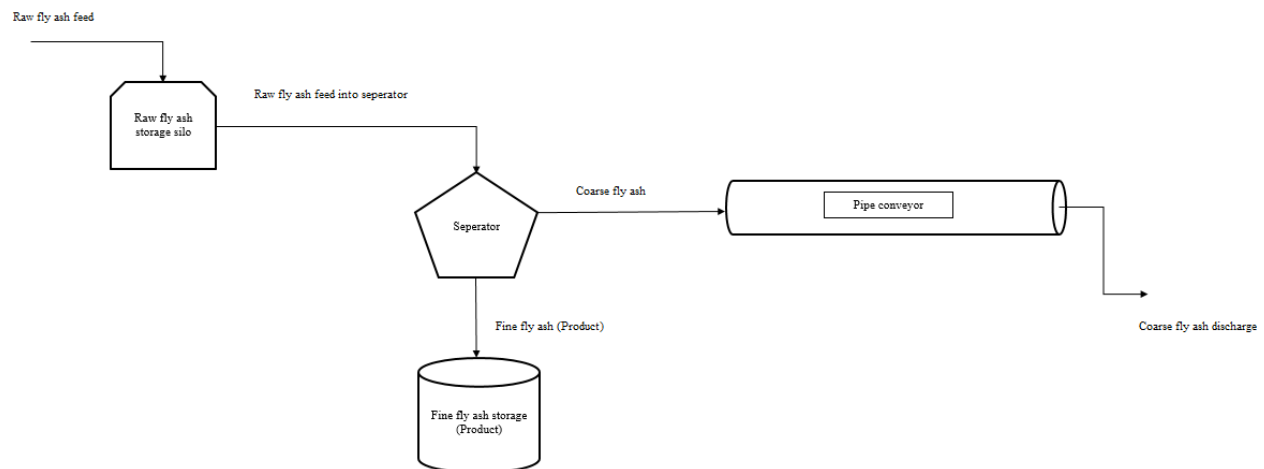 Raw fly ash feed
Raw fly ash feed into seperator
Raw fly ash
storage silo
Coarse fly ash
Pipe conveyor
Seperator
Fine fly ash (Product)
Coarse fly ash discharge
Fine fly ash storage
(Product)